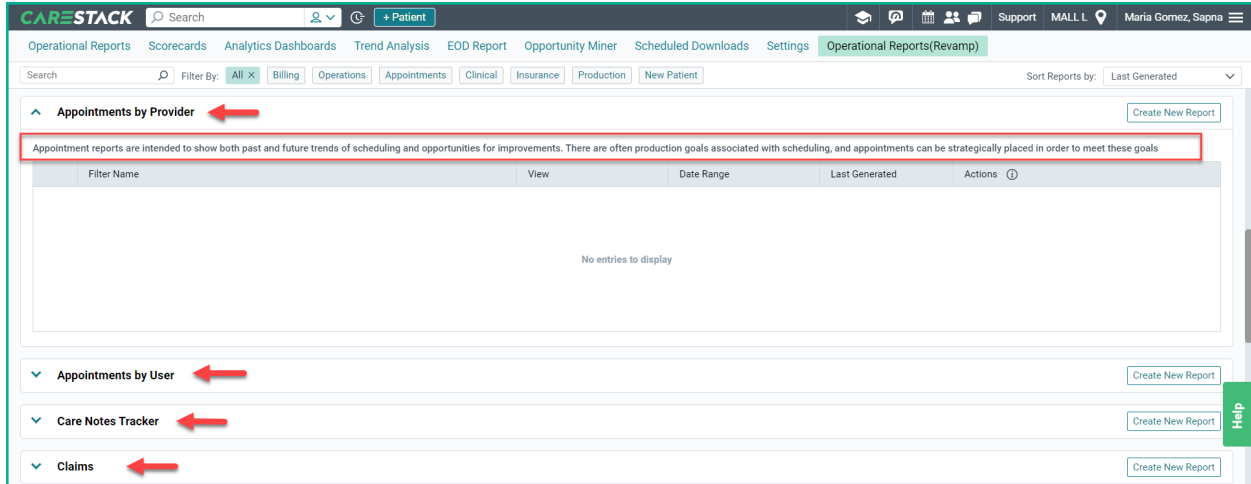 CARESTACK Search + Patient Support MALL L Maria Gomez, Sapna
Operational Reports Scorecards Analytics Dashboards Trend Analysis EOD Report Opportunity Miner Scheduled Downloads Settings Operational Reports(Revamp)
Search Filter By: All × Billing Operations Appointments Clinical Insurance Production New Patient Sort Reports by: Last Generated
Appointments by Provider Create New Report
Appointment reports are intended to show both past and future trends of scheduling and opportunities for improvements. There are often production goals associated with scheduling, and appointments can be strategically placed in order to meet these goals
Filter Name View Date Range Last Generated Actions
No entries to display
Appointments by User Create New Report
Help
Care Notes Tracker Create New Report
Claims Create New Report